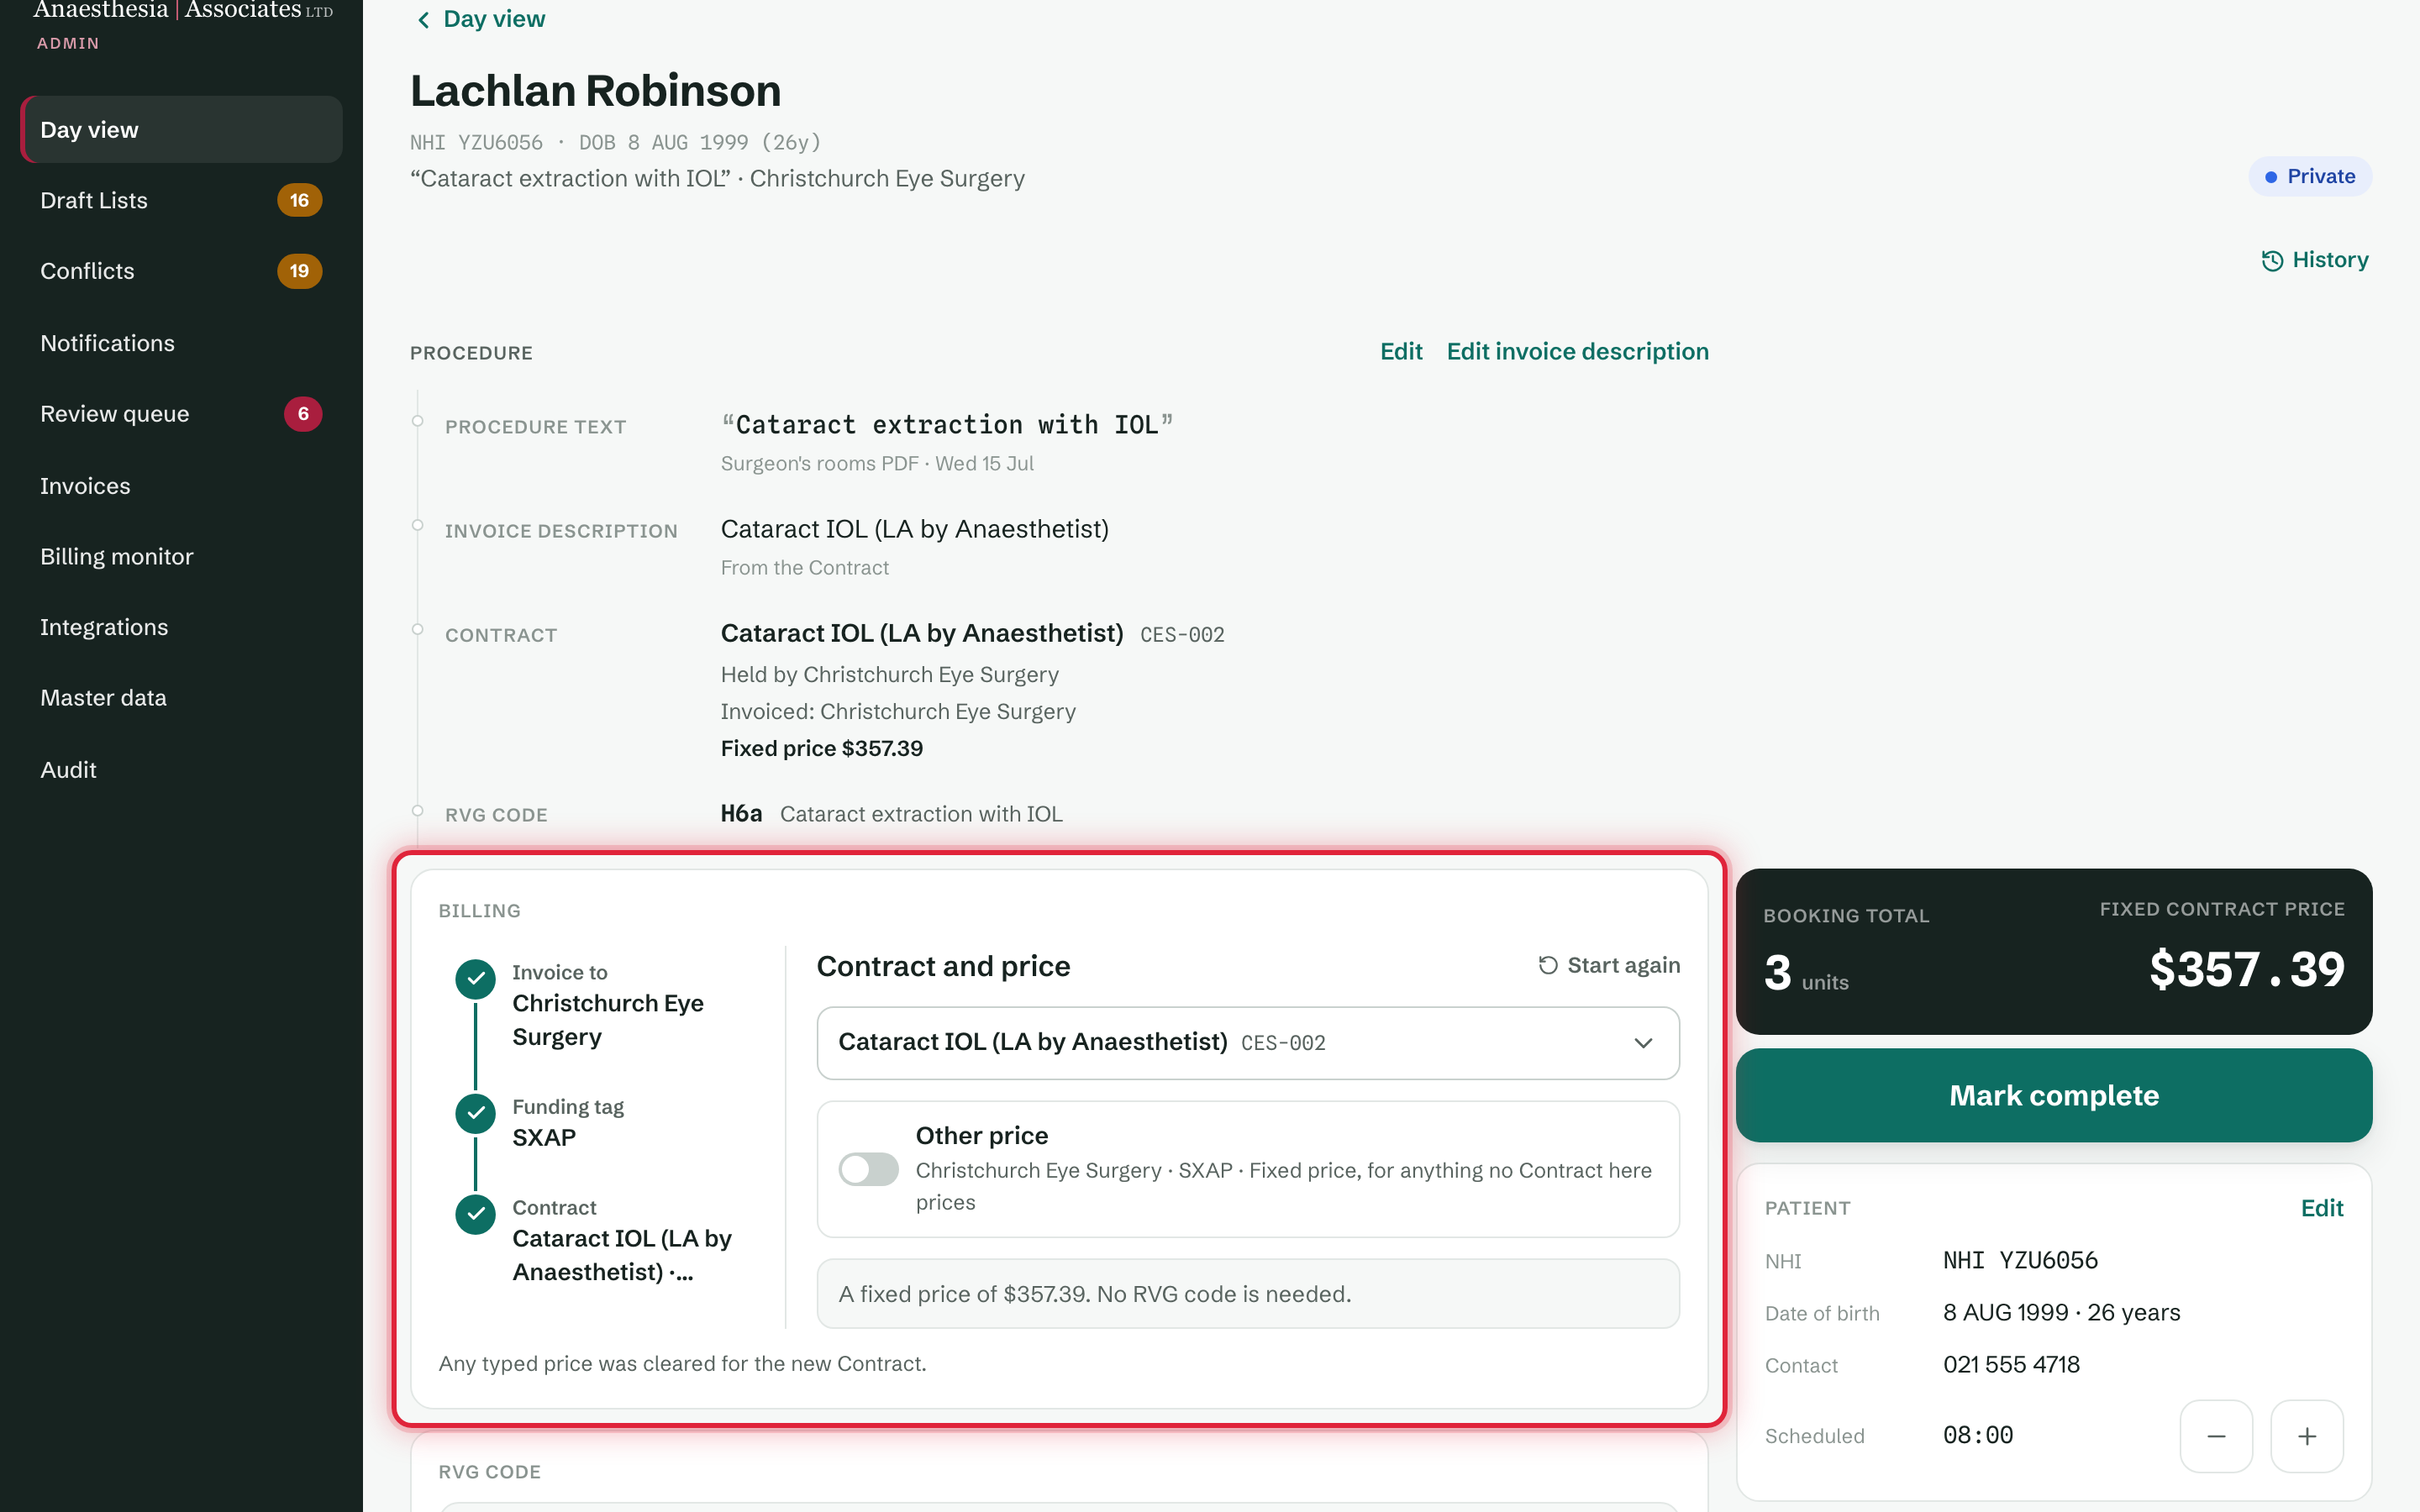 Anaesthesia | Associates LTD
ADMIN
Day view
Draft Lists 16
Conflicts 19
Notifications
Review queue 6
Invoices
Billing monitor
Integrations
Master data
Audit
Day view
Lachlan Robinson
NHI YZU6056 · DOB 8 AUG 1999 (26y)
“Cataract extraction with IOL” · Christchurch Eye Surgery
Private
History
PROCEDURE
Edit Edit invoice description
PROCEDURE TEXT
“Cataract extraction with IOL”
Surgeon's rooms PDF · Wed 15 Jul
INVOICE DESCRIPTION
Cataract IOL (LA by Anaesthetist)
From the Contract
CONTRACT
Cataract IOL (LA by Anaesthetist) CES-002
Held by Christchurch Eye Surgery
Invoiced: Christchurch Eye Surgery
Fixed price $357.39
RVG CODE
H6a Cataract extraction with IOL
BILLING
Invoice to
Christchurch Eye
Surgery
Funding tag
SXAP
Contract
Cataract IOL (LA by
Anaesthetist) ·...
Contract and price
Start again
Cataract IOL (LA by Anaesthetist) CES-002
Other price
Christchurch Eye Surgery · SXAP · Fixed price, for anything no Contract here
prices
A fixed price of $357.39. No RVG code is needed.
Any typed price was cleared for the new Contract.
RVG CODE
BOOKING TOTAL
3 units
FIXED CONTRACT PRICE
$357.39
Mark complete
PATIENT
Edit
NHI NHI YZU6056
Date of birth 8 AUG 1999 · 26 years
Contact 021 555 4718
Scheduled 08:00